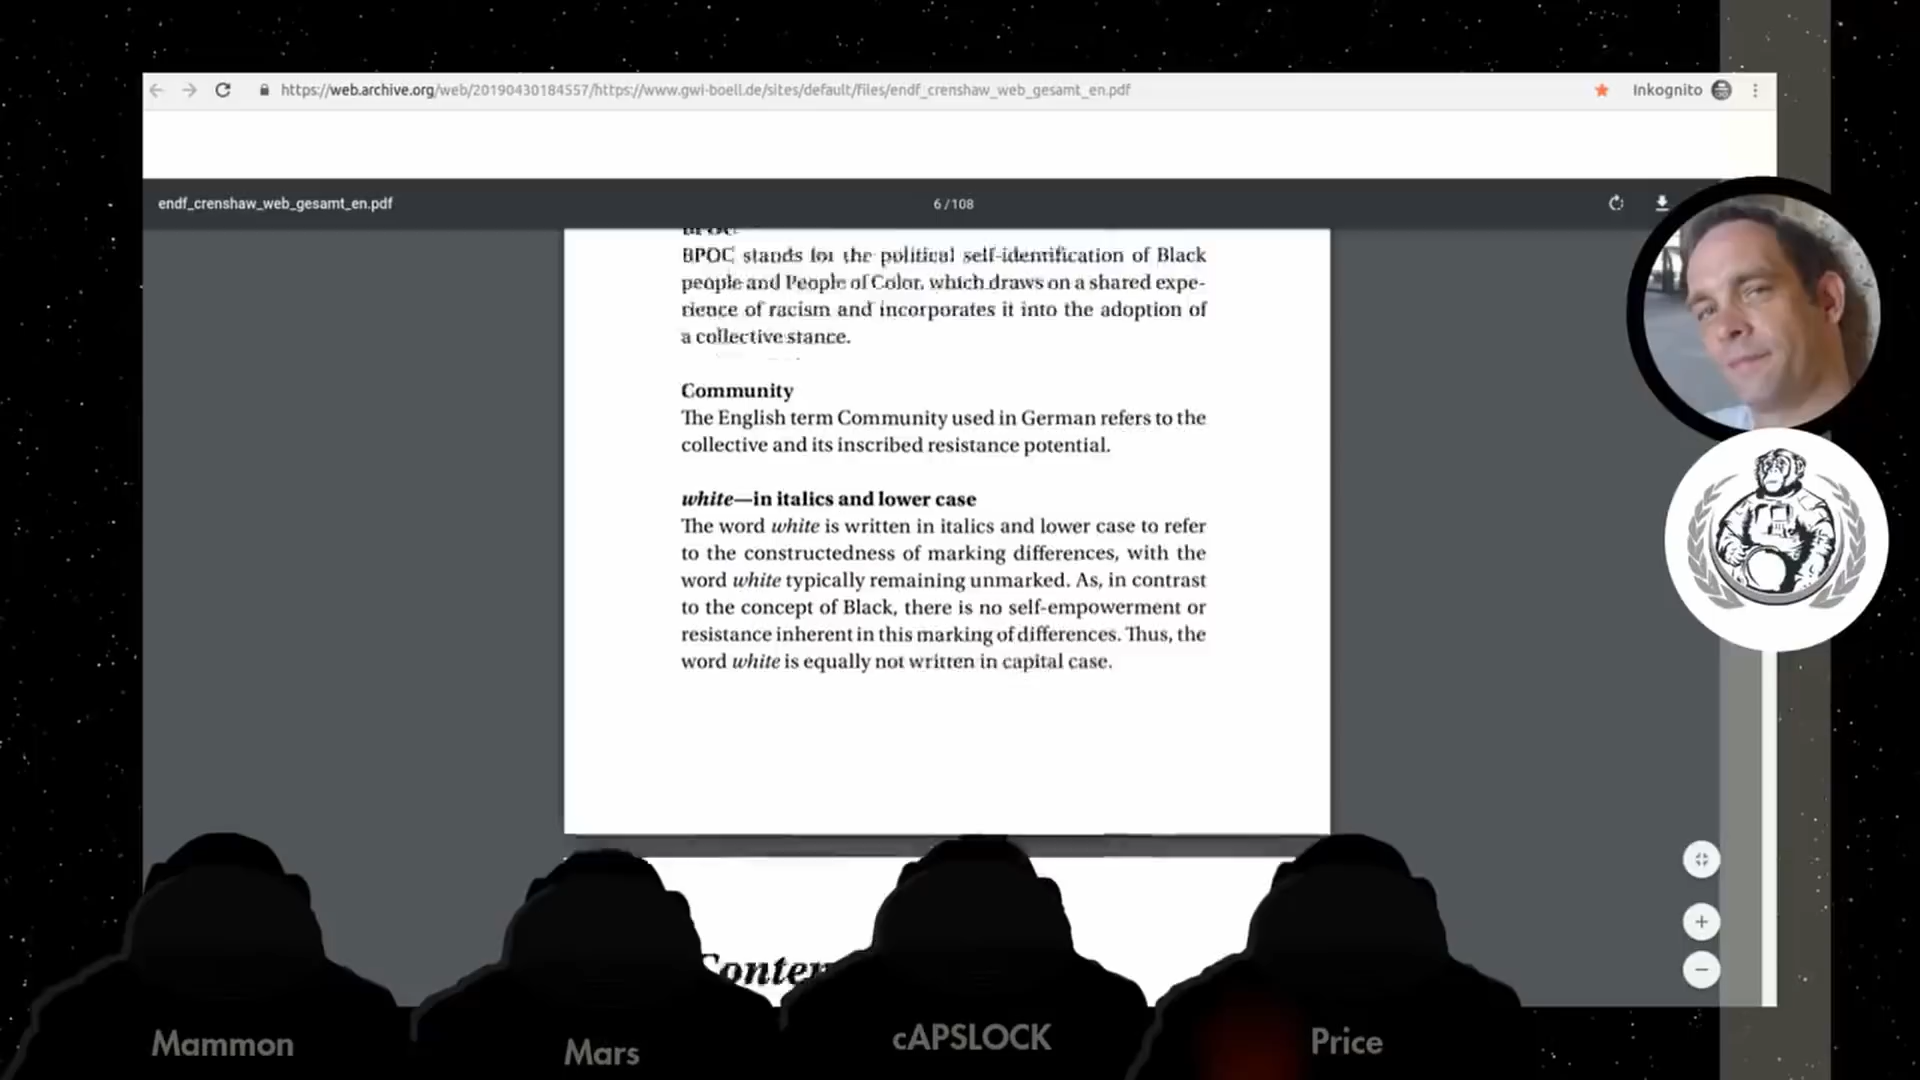 https://web.archive.org/web/20190430184557/https://www.gwi-boell.de/sites/default/files/endf_crenshaw_web_gesamt_en.pdf
Inkognito
endf_crenshaw_web_gesamt_en.pdf
6 / 108
BPOC stands for the political self-identification of Black
people and People of Color, which draws on a shared expe-
rience of racism and incorporates it into the adoption of
a collective stance.
Community
The English term Community used in German refers to the
collective and its inscribed resistance potential.
white—in italics and lower case
The word white is written in italics and lower case to refer
to the constructedness of marking differences, with the
word white typically remaining unmarked. As, in contrast
to the concept of Black, there is no self-empowerment or
resistance inherent in this marking of differences. Thus, the
word white is equally not written in capital case.
Mammon
Mars
cAPSLOCK
Price